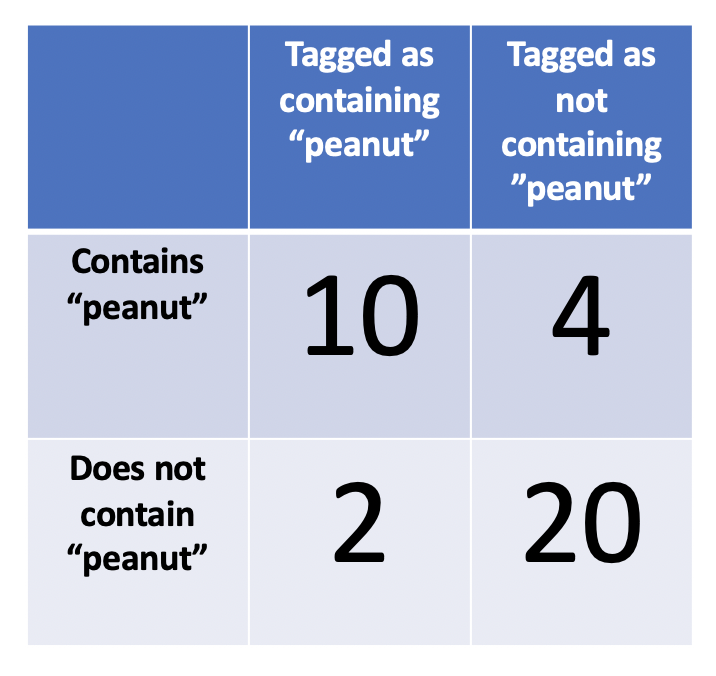 Tagged as
containing
“peanut”
Tagged as
not
containing
”peanut”
Contains
“peanut”
10
4
Does not
contain
“peanut”
2
20